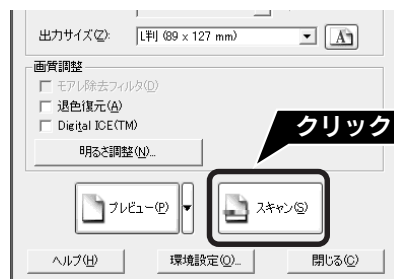 出力サイズ(Z): L判 (89 x 127 mm)
画質調整
モアレ除去フィルタ(D)
退色復元(A)
Digital ICE(TM)
明るさ調整(N)...
クリック
プレビュー(P)
スキャン(S)
ヘルプ(H) 環境設定(O)... 閉じる(C)